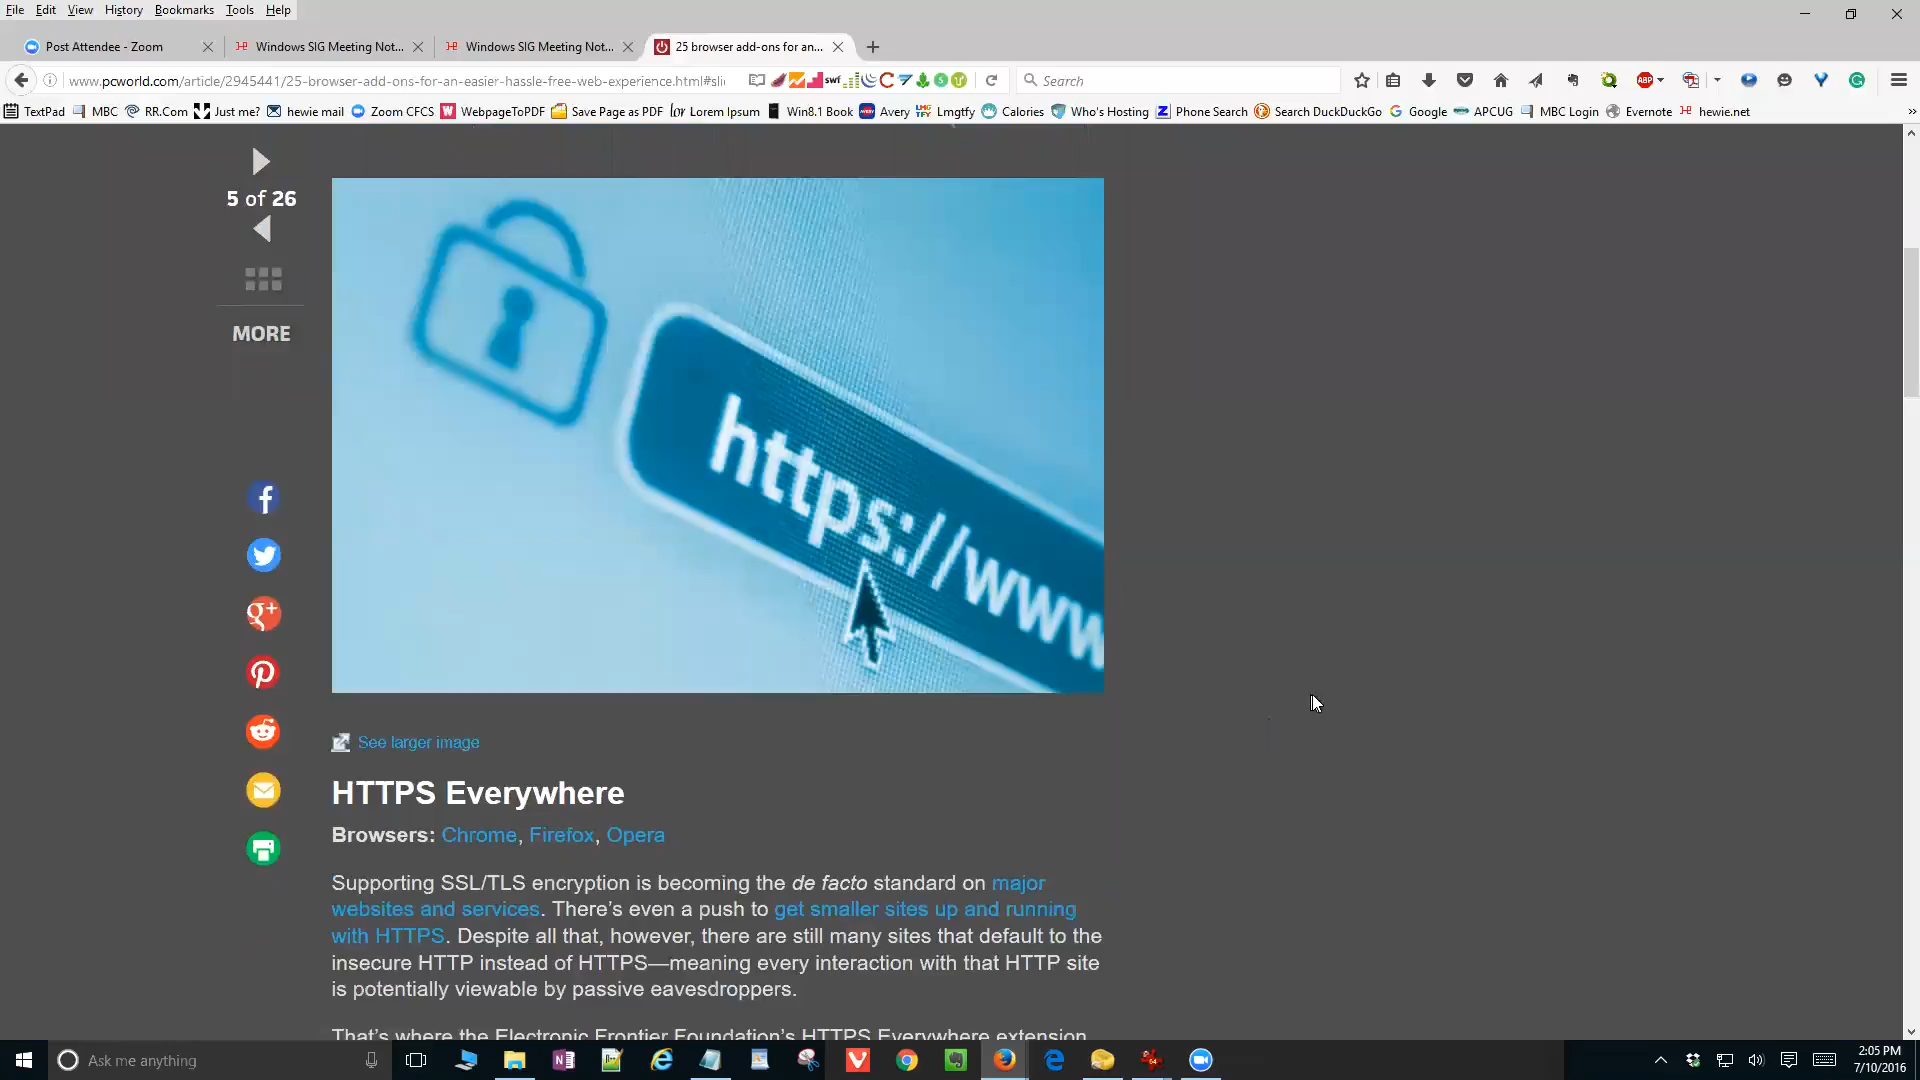 File Edit View History Bookmarks Tools Help
Post Attendee - Zoom
Windows SIG Meeting Not...
Windows SIG Meeting Not...
25 browser add-ons for an...
www.pcworld.com/article/2945441/25-browser-add-ons-for-an-easier-hassle-free-web-experience.html#sli
swf
Search
ABP
TextPad MBC RR.Com Just me? hewie mail Zoom CFCS WebpageToPDF Save Page as PDF Lorem Ipsum Win8.1 Book Avery Lmgtfy Calories Who's Hosting Phone Search Search DuckDuckGo Google APCUG MBC Login Evernote hewie.net
5 of 26
MORE
https://www
See larger image
HTTPS Everywhere
Browsers: Chrome, Firefox, Opera
Supporting SSL/TLS encryption is becoming the de facto standard on major
websites and services. There's even a push to get smaller sites up and running
with HTTPS. Despite all that, however, there are still many sites that default to the
insecure HTTP instead of HTTPS—meaning every interaction with that HTTP site
is potentially viewable by passive eavesdroppers.
That's where the Electronic Frontier Foundation's HTTPS Everywhere extension
Ask me anything
2:05 PM
7/10/2016